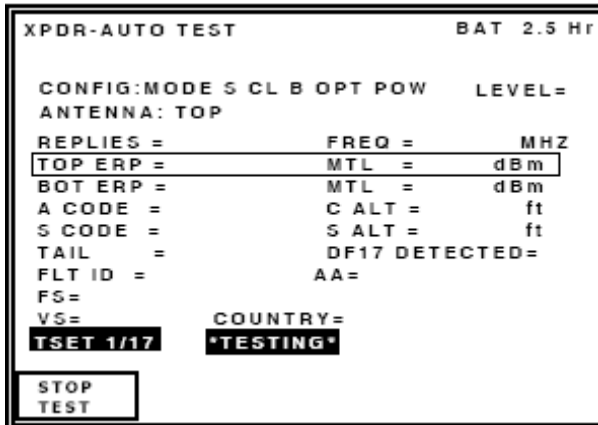 XPDR-AUTO TEST BAT 2.5 Hr
CONFIG:MODE S CL B OPT POW LEVEL=
ANTENNA: TOP
REPLIES = FREQ = MHZ
TOP ERP = MTL = dBm
BOT ERP = MTL = dBm
A CODE = C ALT = ft
S CODE = S ALT = ft
TAIL = DF17 DETECTED=
FLT ID = AA=
FS=
VS= COUNTRY=
TSET 1/17 *TESTING*
STOP
TEST